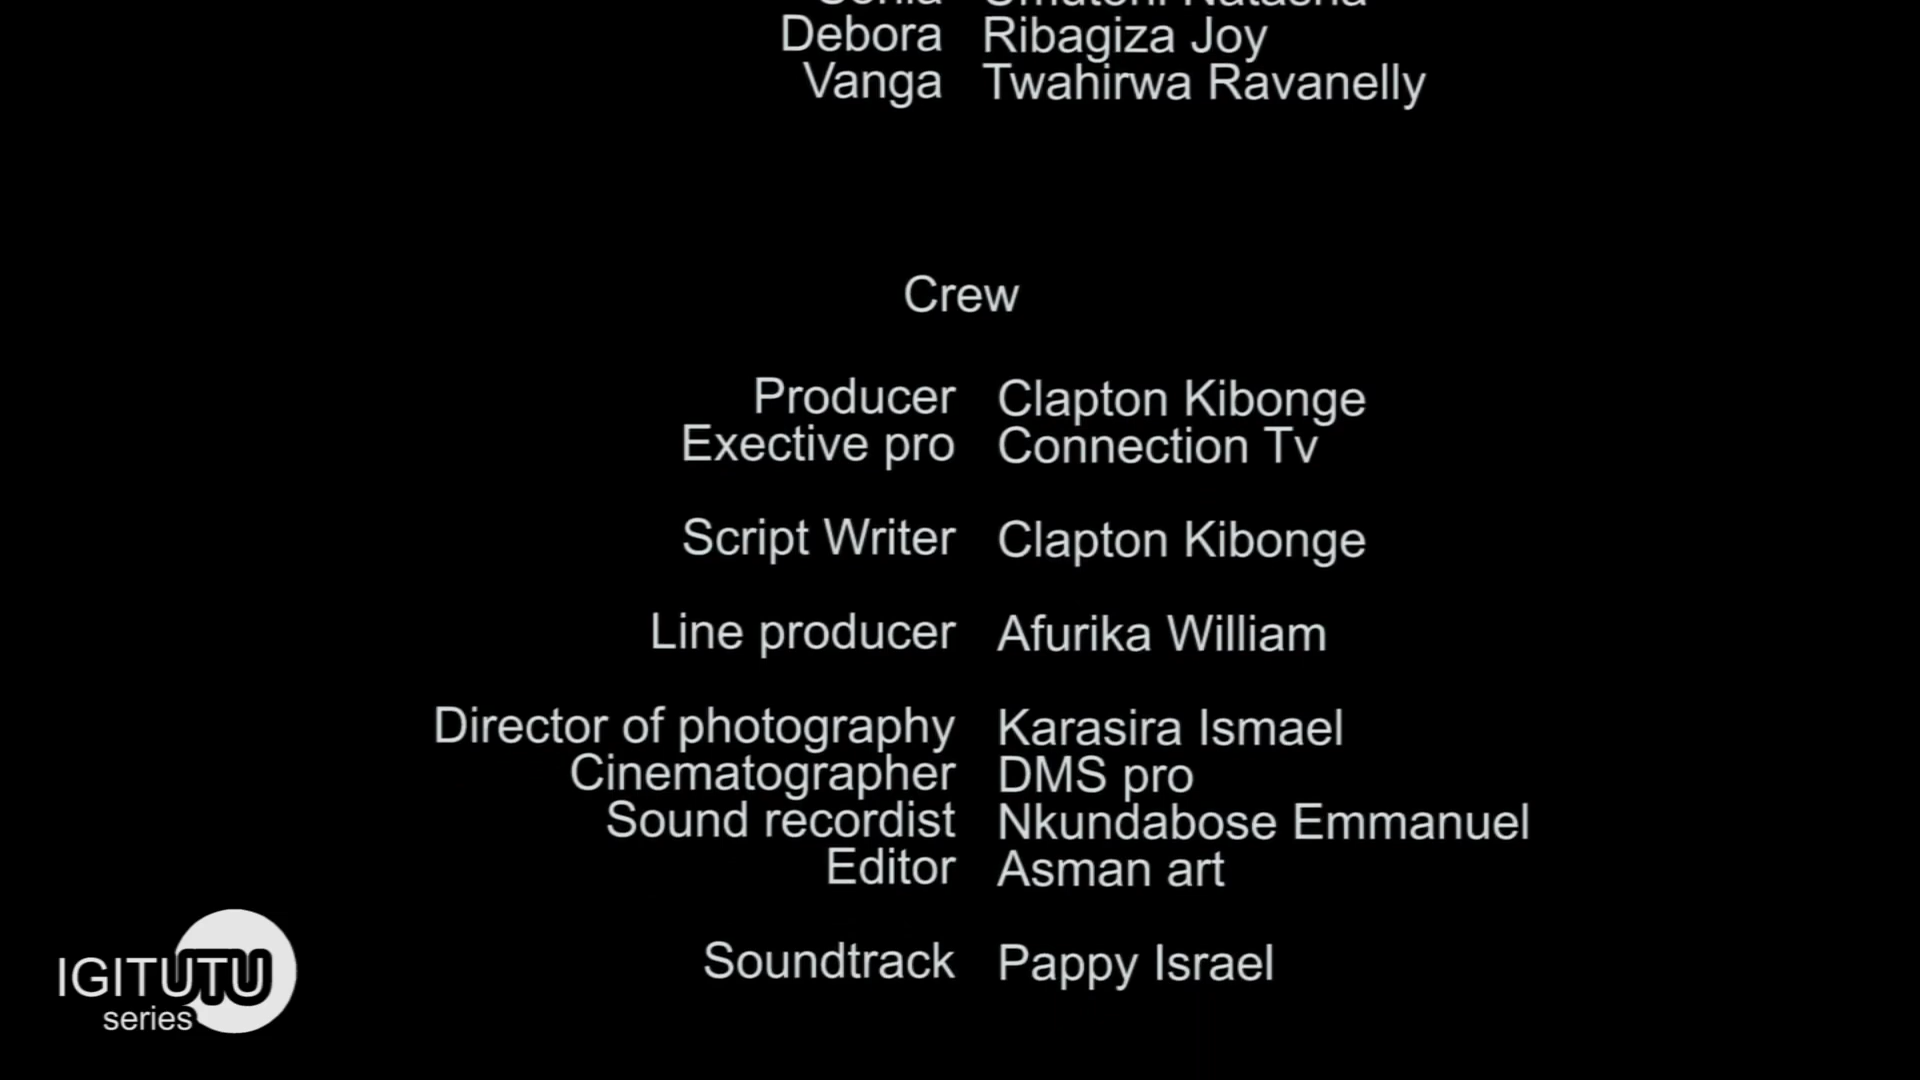 Debora Ribagiza Joy
Vanga Twahirwa Ravanelly
Crew
Producer Clapton Kibonge
Exective pro Connection Tv
Script Writer Clapton Kibonge
Line producer Afurika William
Director of photography Karasira Ismael
Cinematographer DMS pro
Sound recordist Nkundabose Emmanuel
Editor Asman art
Soundtrack Pappy Israel
IGITUTU
series